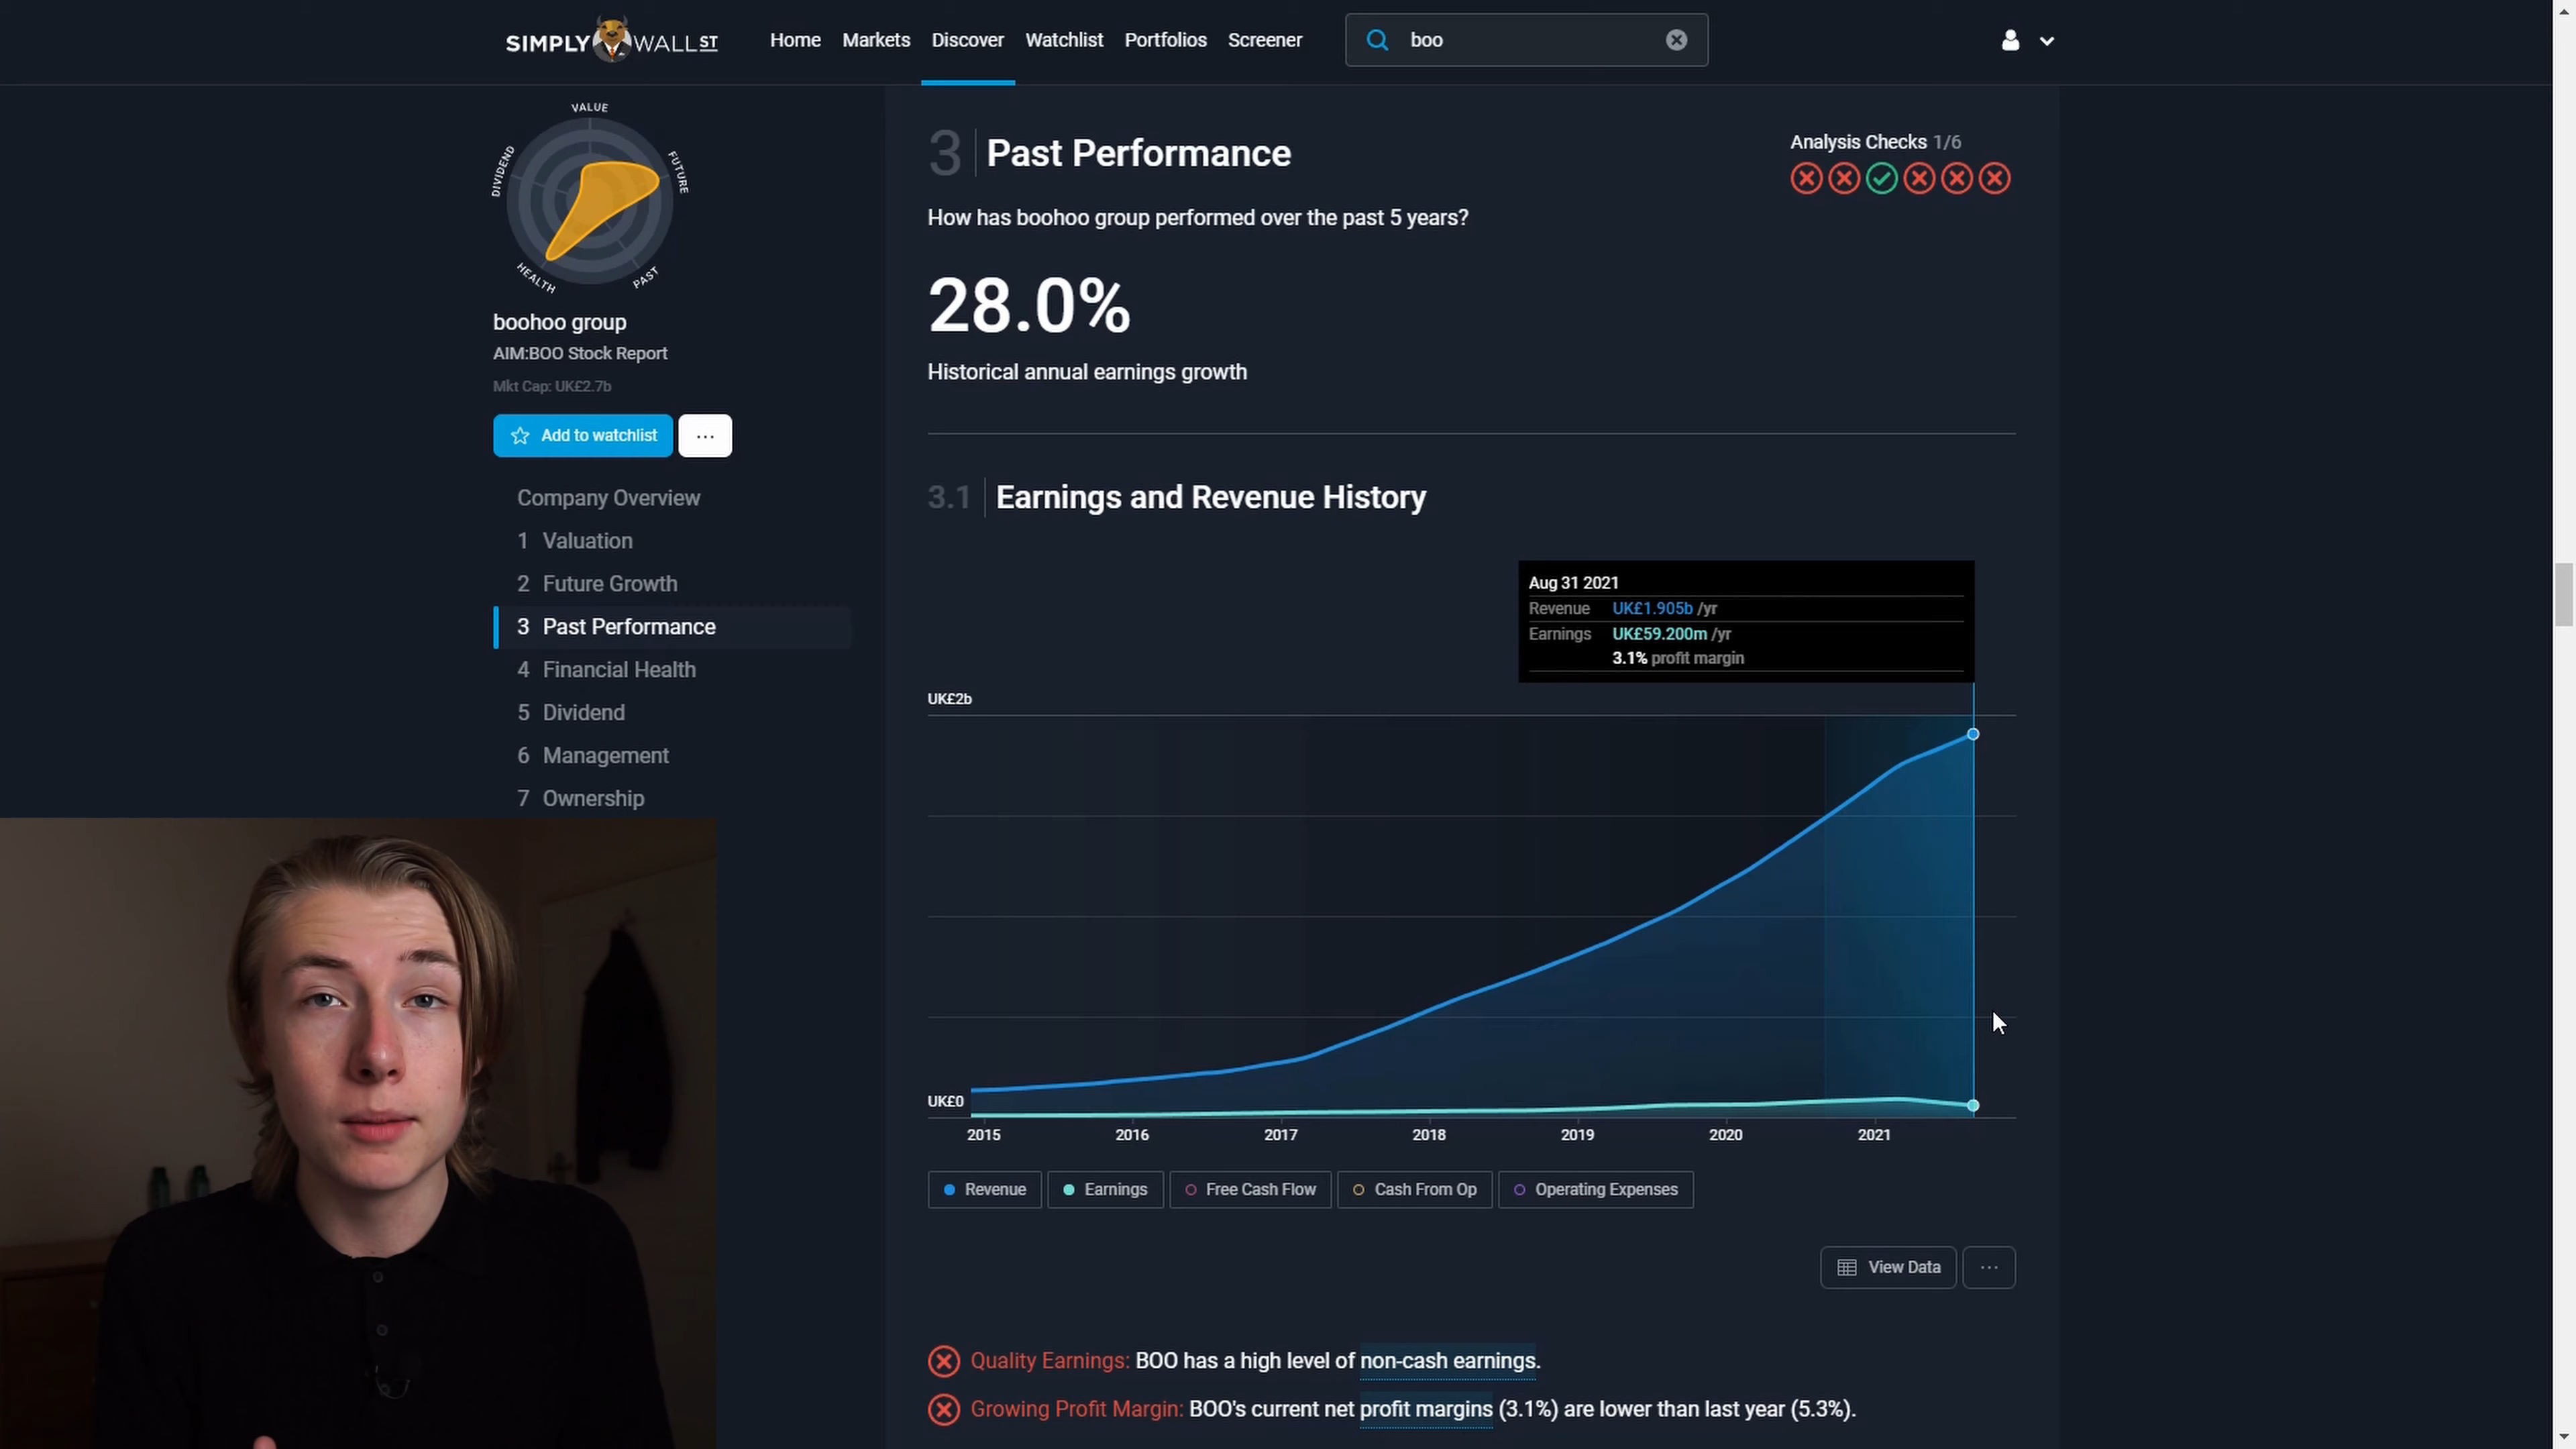 SIMPLY WALLST
Home Markets Discover Watchlist Portfolios Screener
boo
VALUE
FUTURE
PAST
HEALTH
DIVIDEND
boohoo group
AIM:BOO Stock Report
Mkt Cap: UK£2.7b
Add to watchlist
...
Company Overview
1 Valuation
2 Future Growth
3 Past Performance
4 Financial Health
5 Dividend
6 Management
7 Ownership
3 Past Performance
Analysis Checks 1/6
How has boohoo group performed over the past 5 years?
28.0%
Historical annual earnings growth
3.1 Earnings and Revenue History
Aug 31 2021
Revenue UK£1.905b /yr
Earnings UK£59.200m /yr
3.1% profit margin
UK£2b
UK£0
2015 2016 2017 2018 2019 2020 2021
Revenue Earnings Free Cash Flow Cash From Op Operating Expenses
View Data ...
Quality Earnings: BOO has a high level of non-cash earnings.
Growing Profit Margin: BOO's current net profit margins (3.1%) are lower than last year (5.3%).